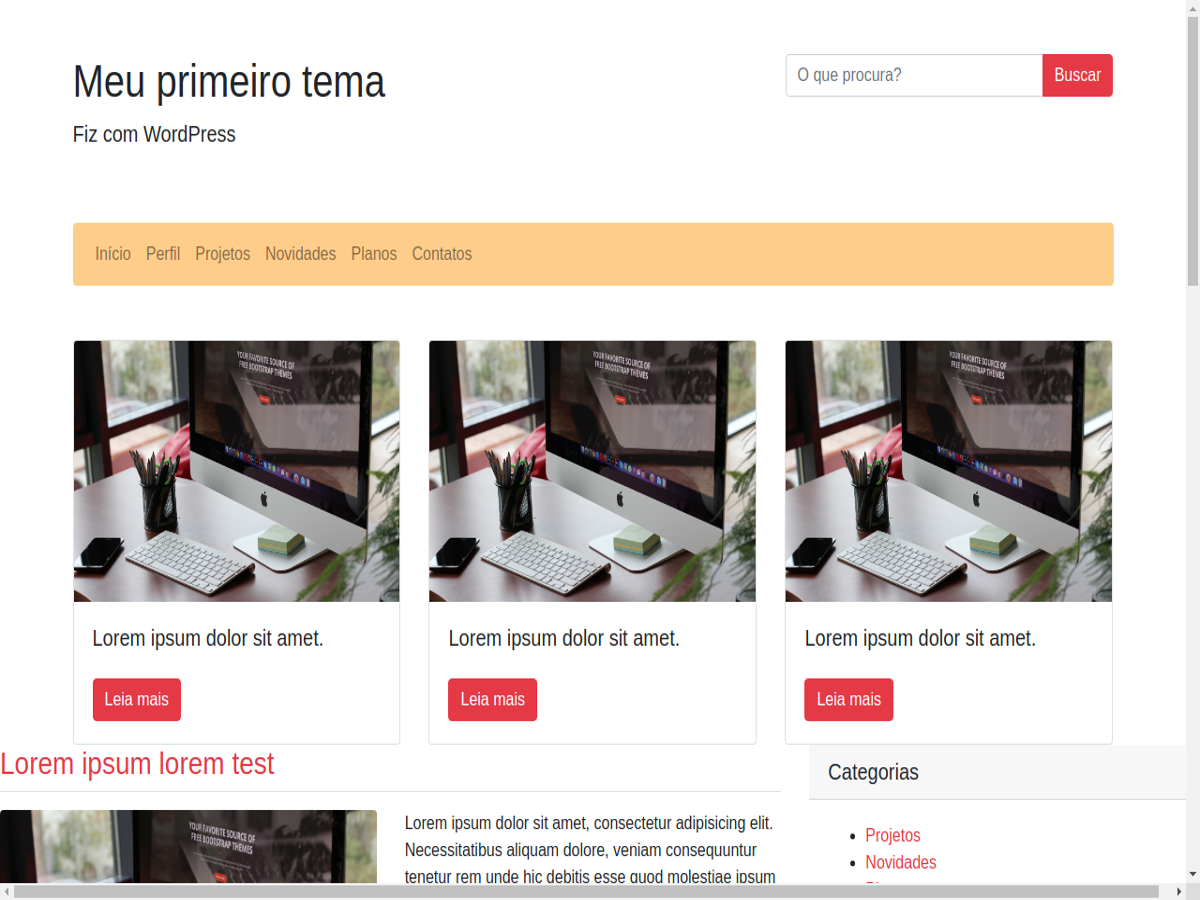 Meu primeiro tema
O que procura?
Buscar
Fiz com WordPress
Início Perfil Projetos Novidades Planos Contatos
YOUR FAVORITE SOURCE OF
FREE BOOTSTRAP THEMES
YOUR FAVORITE SOURCE OF
FREE BOOTSTRAP THEMES
YOUR FAVORITE SOURCE OF
FREE BOOTSTRAP THEMES
Lorem ipsum dolor sit amet.
Leia mais
Lorem ipsum dolor sit amet.
Leia mais
Lorem ipsum dolor sit amet.
Leia mais
Lorem ipsum lorem test
YOUR FAVORITE SOURCE OF
FREE BOOTSTRAP THEMES
Lorem ipsum dolor sit amet, consectetur adipisicing elit.
Necessitatibus aliquam dolore, veniam consequuntur
tenetur rem unde hic debitis esse quod molestiae ipsum
Categorias
Projetos
Novidades